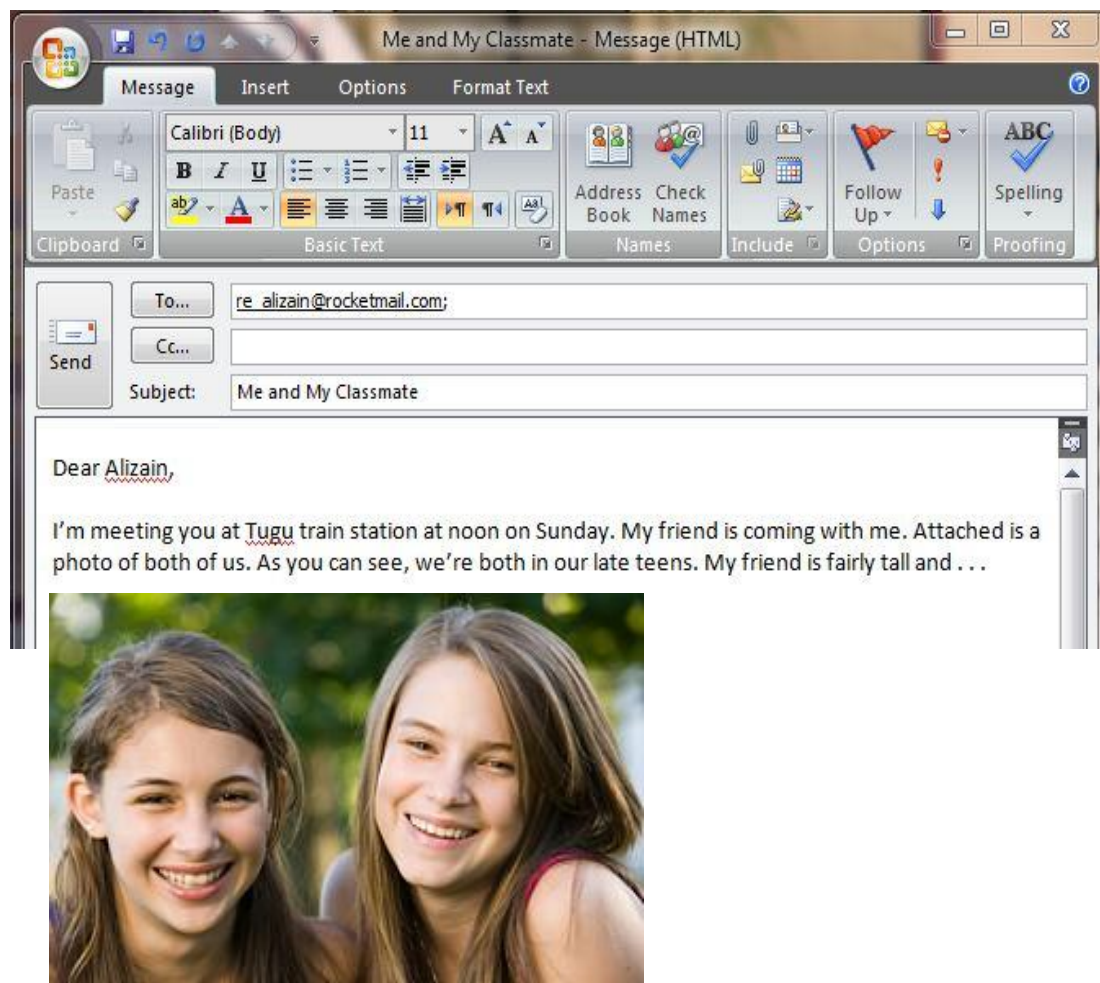 Me and My Classmate - Message (HTML)
Message Insert Options Format Text
Calibri (Body) 11 A A ABC
B I U
Paste ab A Aa Address Check Follow Spelling
Book Names Up
Clipboard Basic Text Names Include Options Proofing
To... re_alizain@rocketmail.com;
Cc...
Send
Subject: Me and My Classmate
Dear Alizain,
I'm meeting you at Tugu train station at noon on Sunday. My friend is coming with me. Attached is a
photo of both of us. As you can see, we're both in our late teens. My friend is fairly tall and . . .